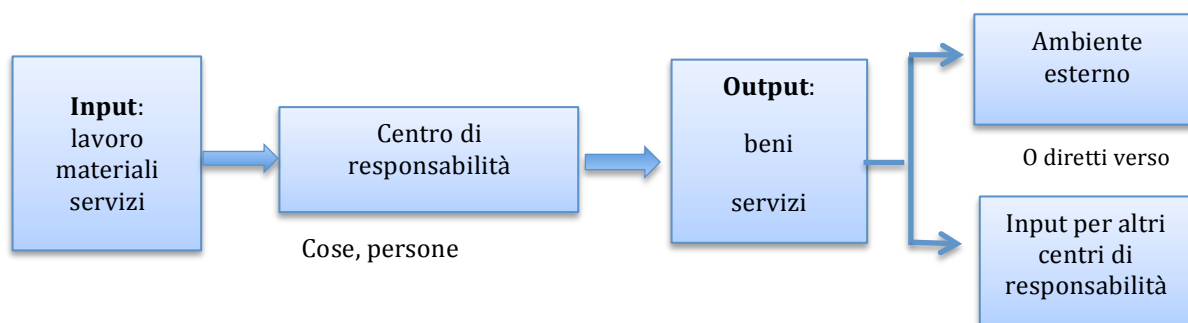 Input:
lavoro
materiali
servizi
Centro di
responsabilità
Cose, persone
Output:
beni
servizi
Ambiente
esterno
O diretti verso
Input per altri
centri di
responsabilità